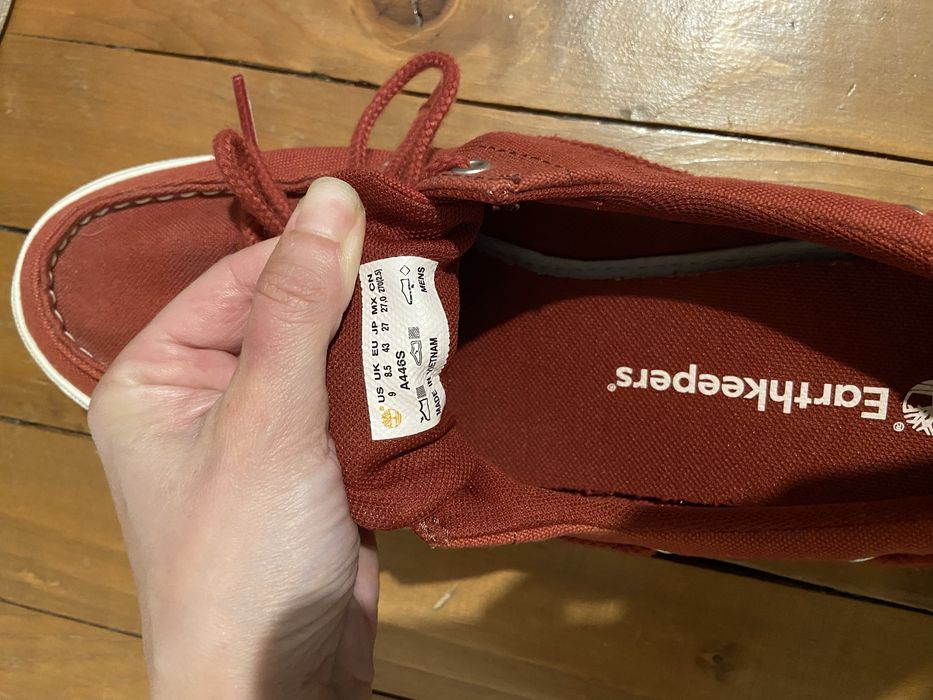 US UK EU JP MX CN
9 8.5 43 27 27.0 270(2.5)
A446S
MADE IN VIETNAM
MENS
Earthkeepers®
®